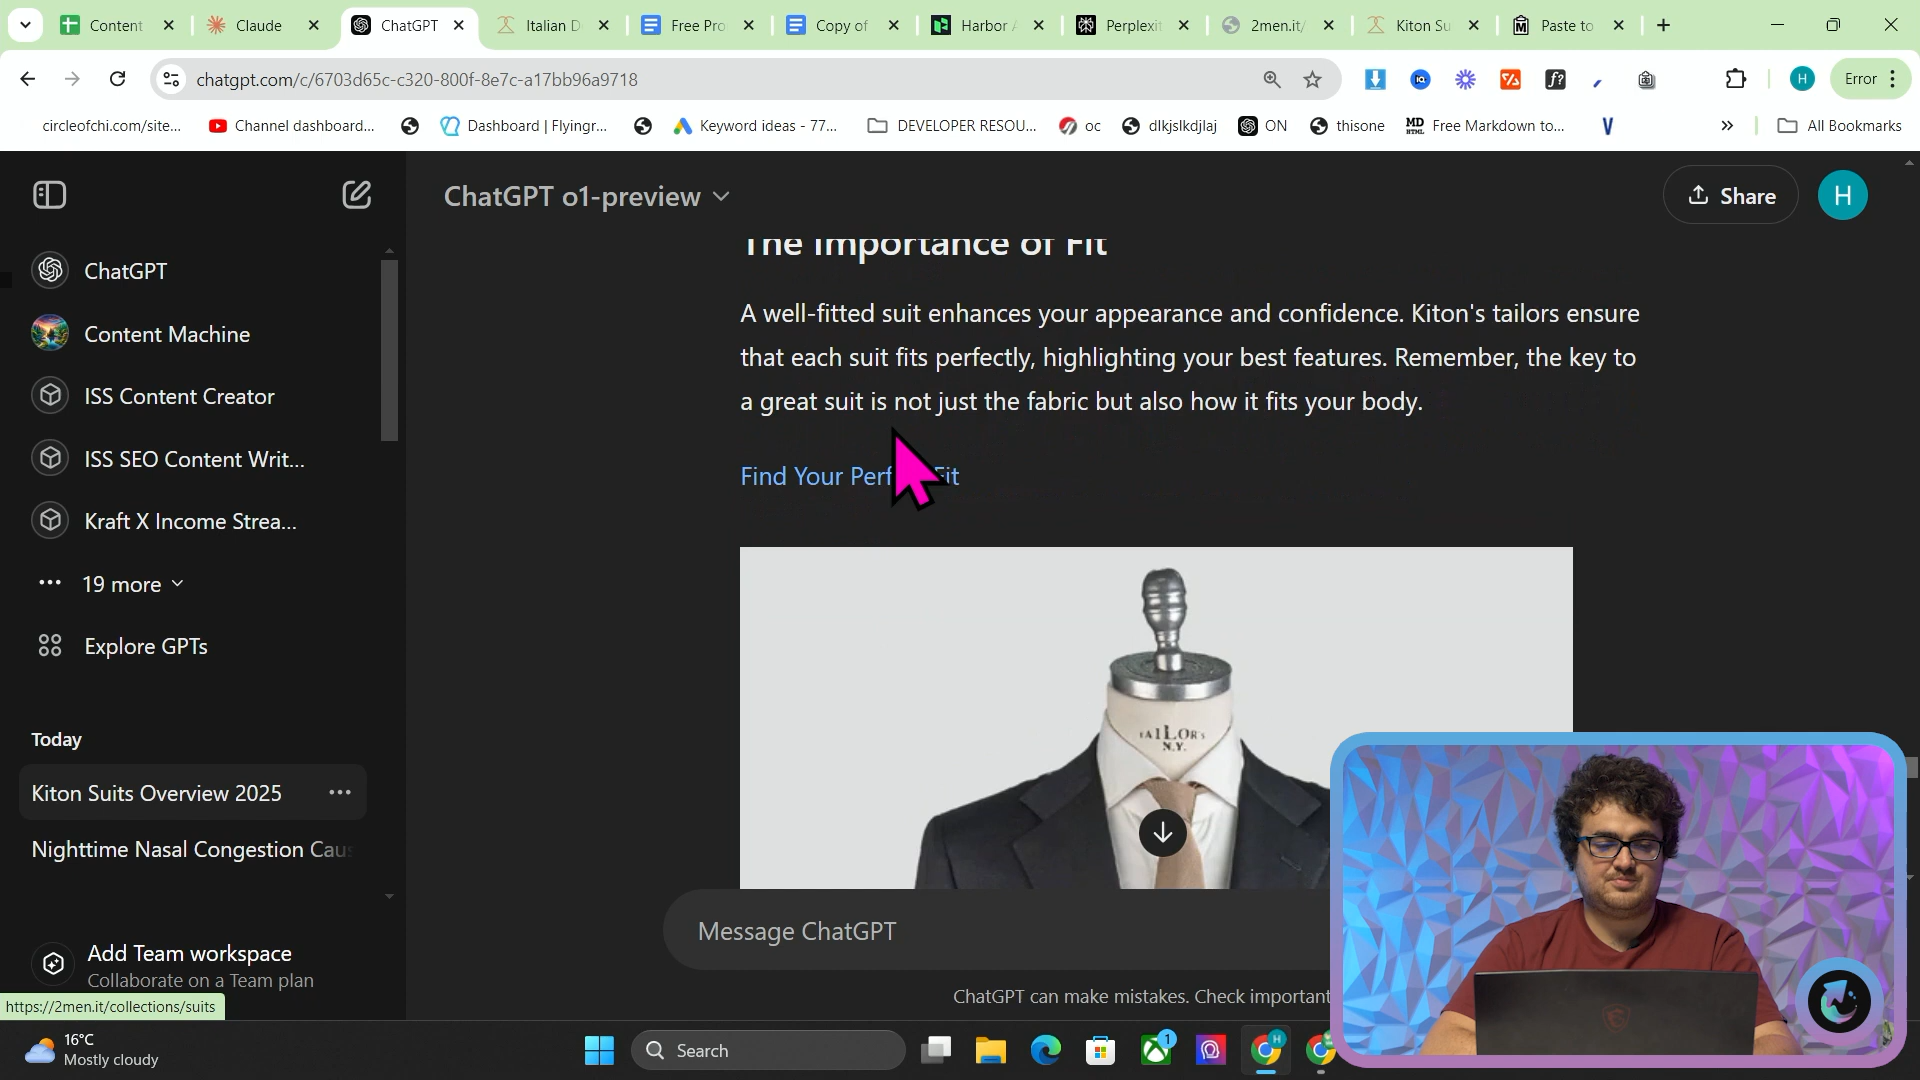 Content
Claude
ChatGPT
Italian D
Free Pro
Copy of
Harbor A
Perplexit
2men.it/
Kiton Su
Paste to
chatgpt.com/c/6703d65c-c320-800f-8e7c-a17bb96a9718
H
Error
circleofchi.com/site...
Channel dashboard...
Dashboard | Flyingr...
Keyword ideas - 77...
DEVELOPER RESOU...
oc
dlkjslkdjlaj
ON
thisone
Free Markdown to...
All Bookmarks
ChatGPT o1-preview
Share
H
ChatGPT
Content Machine
ISS Content Creator
ISS SEO Content Writ...
Kraft X Income Strea...
19 more
Explore GPTs
Today
Kiton Suits Overview 2025
Nighttime Nasal Congestion Caus
Add Team workspace
Collaborate on a Team plan
https://2men.it/collections/suits
The Importance of Fit
A well-fitted suit enhances your appearance and confidence. Kiton's tailors ensure
that each suit fits perfectly, highlighting your best features. Remember, the key to
a great suit is not just the fabric but also how it fits your body.
Find Your Perf it
TAILOR'S
N.Y.
Message ChatGPT
ChatGPT can make mistakes. Check important
16°C
Mostly cloudy
Search
1